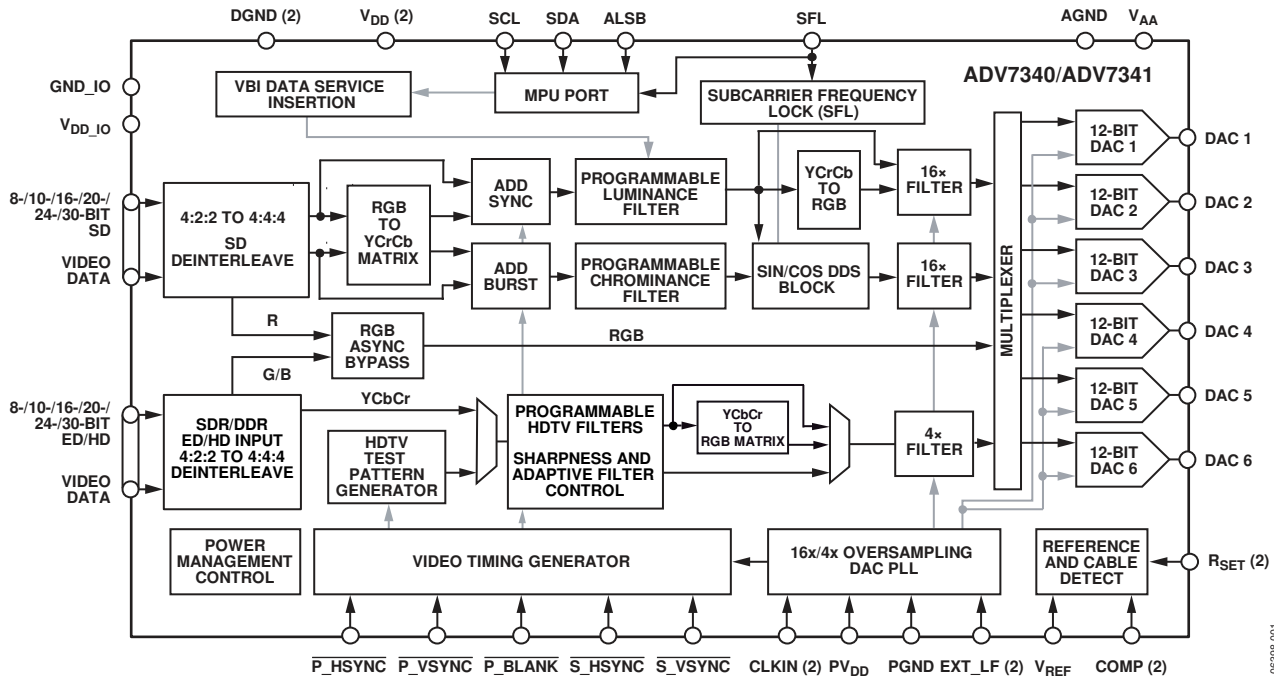 DGND (2)
VDD (2)
SCL
SDA
ALSB
SFL
AGND
VAA
GND_IO
VDD_IO
ADV7340/ADV7341
VBI DATA SERVICE
INSERTION
MPU PORT
SUBCARRIER FREQUENCY
LOCK (SFL)
8-/10-/16-/20-/
24-/30-BIT
SD
VIDEO
DATA
4:2:2 TO 4:4:4
SD
DEINTERLEAVE
RGB
TO
YCrCb
MATRIX
ADD
SYNC
ADD
BURST
PROGRAMMABLE
LUMINANCE
FILTER
PROGRAMMABLE
CHROMINANCE
FILTER
YCrCb
TO
RGB
SIN/COS DDS
BLOCK
16×
FILTER
16×
FILTER
MULTIPLEXER
12-BIT
DAC 1
DAC 1
12-BIT
DAC 2
DAC 2
12-BIT
DAC 3
DAC 3
12-BIT
DAC 4
DAC 4
12-BIT
DAC 5
DAC 5
12-BIT
DAC 6
DAC 6
R
G/B
RGB
ASYNC
BYPASS
RGB
8-/10-/16-/20-/
24-/30-BIT
ED/HD
VIDEO
DATA
SDR/DDR
ED/HD INPUT
4:2:2 TO 4:4:4
DEINTERLEAVE
YCbCr
HDTV
TEST
PATTERN
GENERATOR
PROGRAMMABLE
HDTV FILTERS
SHARPNESS AND
ADAPTIVE FILTER
CONTROL
YCbCr
TO
RGB MATRIX
4×
FILTER
POWER
MANAGEMENT
CONTROL
VIDEO TIMING GENERATOR
16x/4x OVERSAMPLING
DAC PLL
REFERENCE
AND CABLE
DETECT
RSET (2)
P_HSYNC
P_VSYNC
P_BLANK
S_HSYNC
S_VSYNC
CLKIN (2)
PVDD
PGND
EXT_LF (2)
VREF
COMP (2)
06398-001